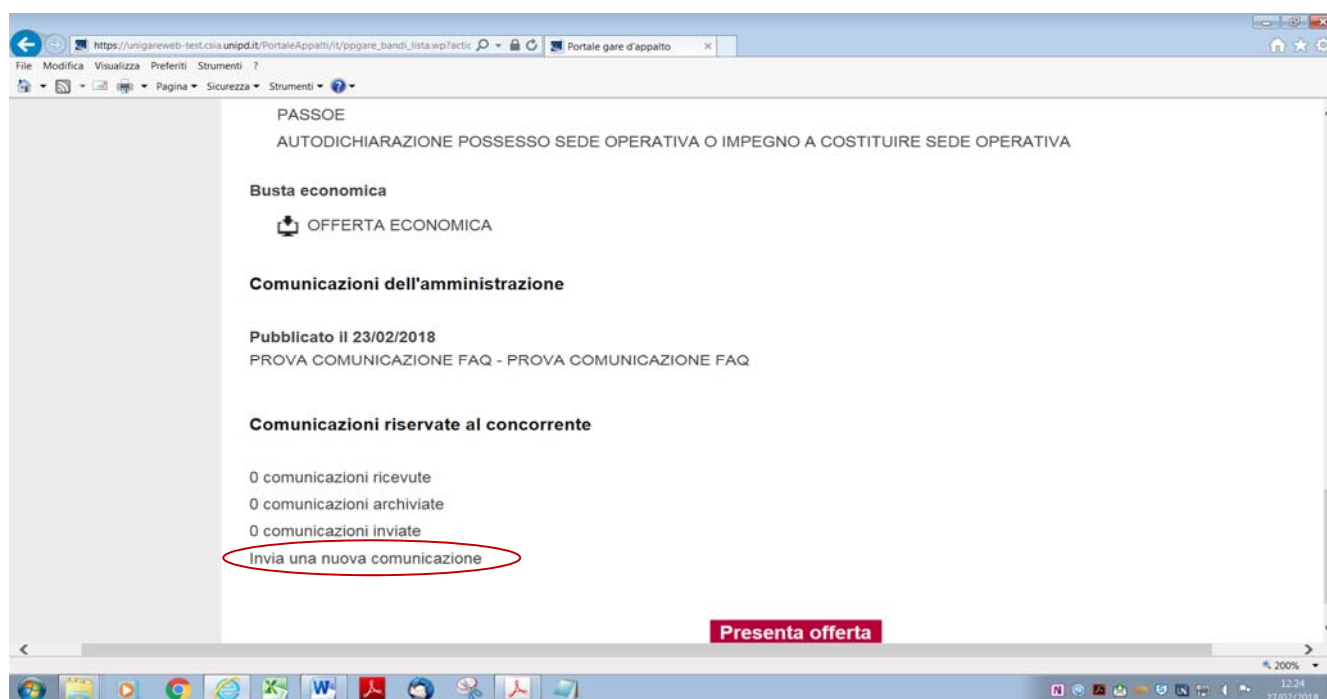 https://unigareweb-test.csia.unipd.it/PortaleAppalti/it/ppgare_bandi_lista.wp?actic
Portale gare d'appalto
File Modifica Visualizza Preferiti Strumenti ?
Pagina Sicurezza Strumenti
PASSOE
AUTODICHIARAZIONE POSSESSO SEDE OPERATIVA O IMPEGNO A COSTITUIRE SEDE OPERATIVA
Busta economica
OFFERTA ECONOMICA
Comunicazioni dell'amministrazione
Pubblicato il 23/02/2018
PROVA COMUNICAZIONE FAQ - PROVA COMUNICAZIONE FAQ
Comunicazioni riservate al concorrente
0 comunicazioni ricevute
0 comunicazioni archiviate
0 comunicazioni inviate
Invia una nuova comunicazione
Presenta offerta
200%
12.24
27/02/2018